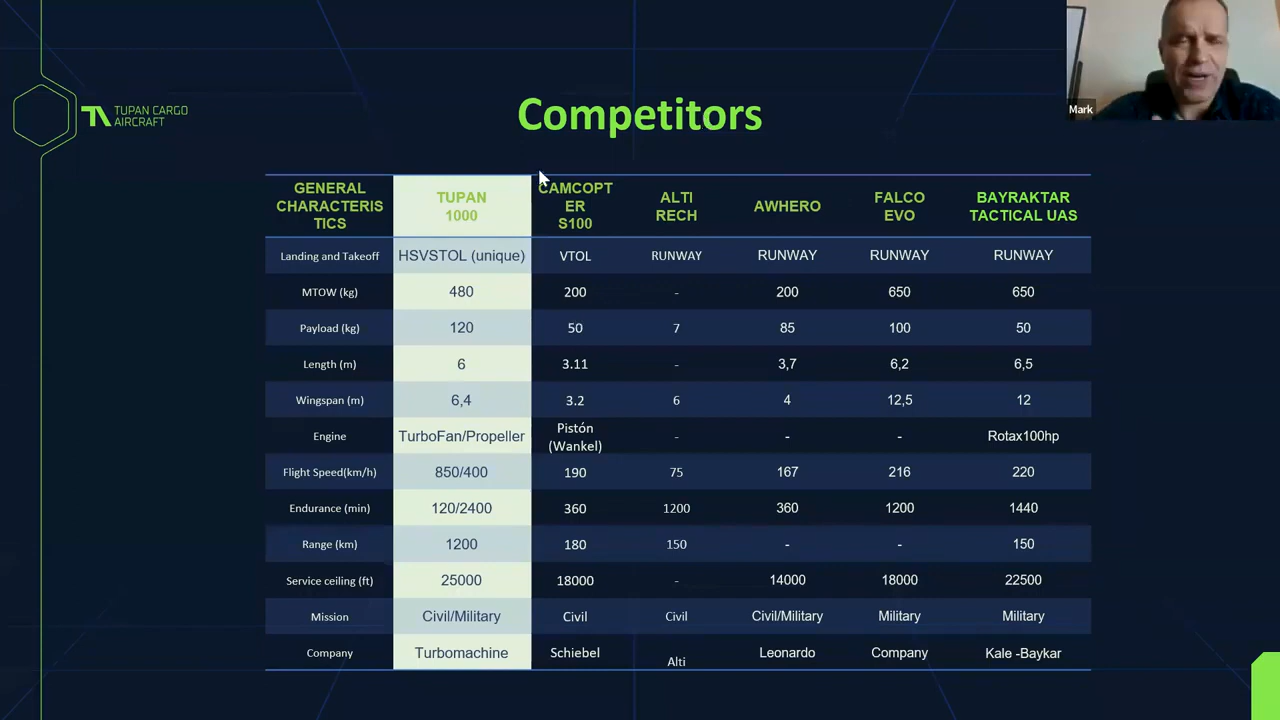 TUPAN CARGO
AIRCRAFT
Competitors
Mark
GENERAL
CHARACTERIS
TICS
TUPAN
1000
CAMCOPT
ER
S100
ALTI
RECH
AWHERO
FALCO
EVO
BAYRAKTAR
TACTICAL UAS
Landing and Takeoff HSVSTOL (unique) VTOL RUNWAY RUNWAY RUNWAY RUNWAY
MTOW (kg) 480 200 - 200 650 650
Payload (kg) 120 50 7 85 100 50
Length (m) 6 3.11 - 3,7 6,2 6,5
Wingspan (m) 6,4 3.2 6 4 12,5 12
Engine TurboFan/Propeller Pistón (Wankel) - - - Rotax100hp
Flight Speed(km/h) 850/400 190 75 167 216 220
Endurance (min) 120/2400 360 1200 360 1200 1440
Range (km) 1200 180 150 - - 150
Service ceiling (ft) 25000 18000 - 14000 18000 22500
Mission Civil/Military Civil Civil Civil/Military Military Military
Company Turbomachine Schiebel Alti Leonardo Company Kale -Baykar